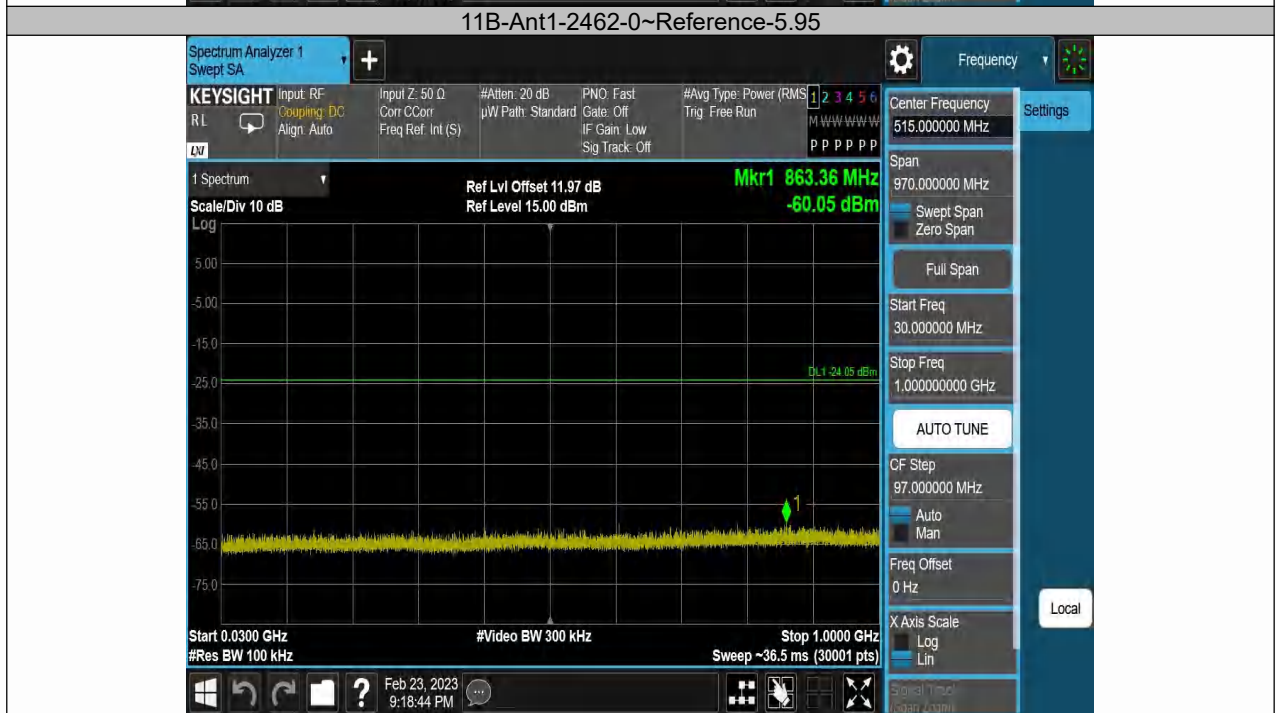 11B-Ant1-2462-0~Reference-5.95
Spectrum Analyzer 1
Swept SA
+
Frequency
KEYSIGHT
RL
LXI
Input: RF
Coupling: DC
Align: Auto
Input Z: 50 Ω
Corr CCorr
Freq Ref: Int (S)
#Atten: 20 dB
µW Path: Standard
PNO: Fast
Gate: Off
IF Gain: Low
Sig Track: Off
#Avg Type: Power (RMS
Trig: Free Run
1 2 3 4 5 6
M W W W W W
P P P P P P
Center Frequency
515.000000 MHz
Settings
1 Spectrum
Scale/Div 10 dB
Ref Lvl Offset 11.97 dB
Ref Level 15.00 dBm
Mkr1 863.36 MHz
-60.05 dBm
Span
970.000000 MHz
Swept Span
Zero Span
Full Span
Start Freq
30.000000 MHz
Stop Freq
1.000000000 GHz
AUTO TUNE
CF Step
97.000000 MHz
Auto
Man
Freq Offset
0 Hz
X Axis Scale
Log
Lin
Local
Log
5.00
-5.00
-15.0
DL1 -24.05 dBm
-25.0
-35.0
-45.0
-55.0
1
-65.0
-75.0
Start 0.0300 GHz
#Res BW 100 kHz
#Video BW 300 kHz
Stop 1.0000 GHz
Sweep ~36.5 ms (30001 pts)
?
Feb 23, 2023
9:18:44 PM
Signal Track
(Span Zoom)